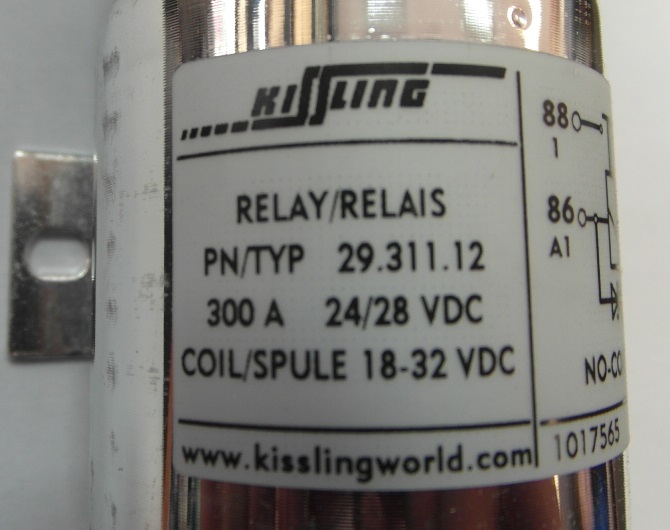 KISSLING
RELAY/RELAIS
PN/TYP 29.311.12
300 A 24/28 VDC
COIL/SPULE 18-32 VDC
www.kisslingworld.com
88
1
86
A1
1017565